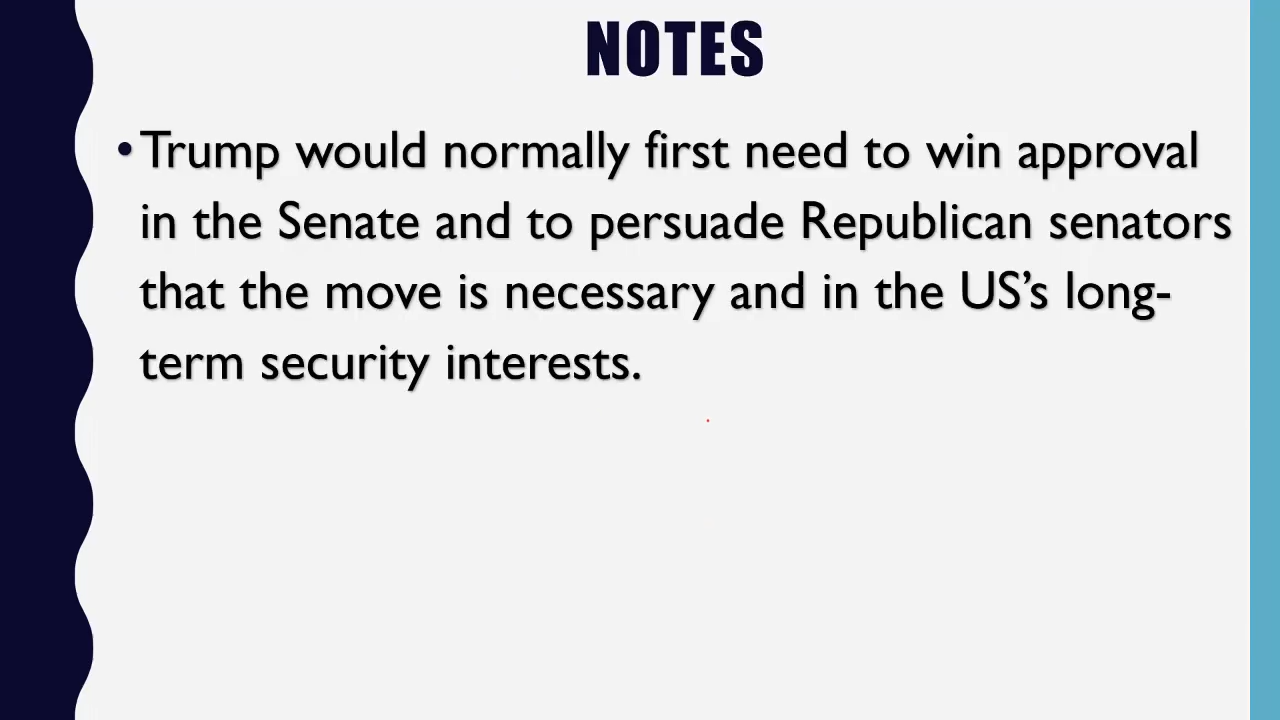 NOTES
•Trump would normally first need to win approval
in the Senate and to persuade Republican senators
that the move is necessary and in the US’s long-
term security interests.